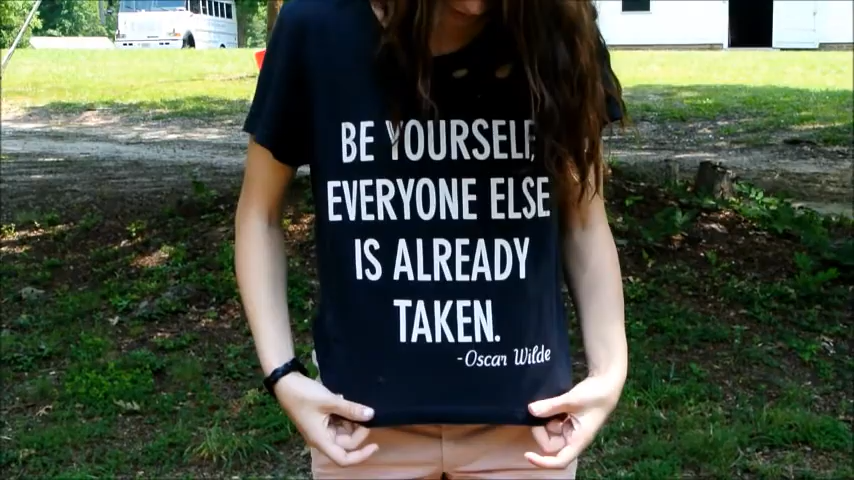 BE YOURSELF,
EVERYONE ELSE
IS ALREADY
TAKEN.
-Oscar Wilde